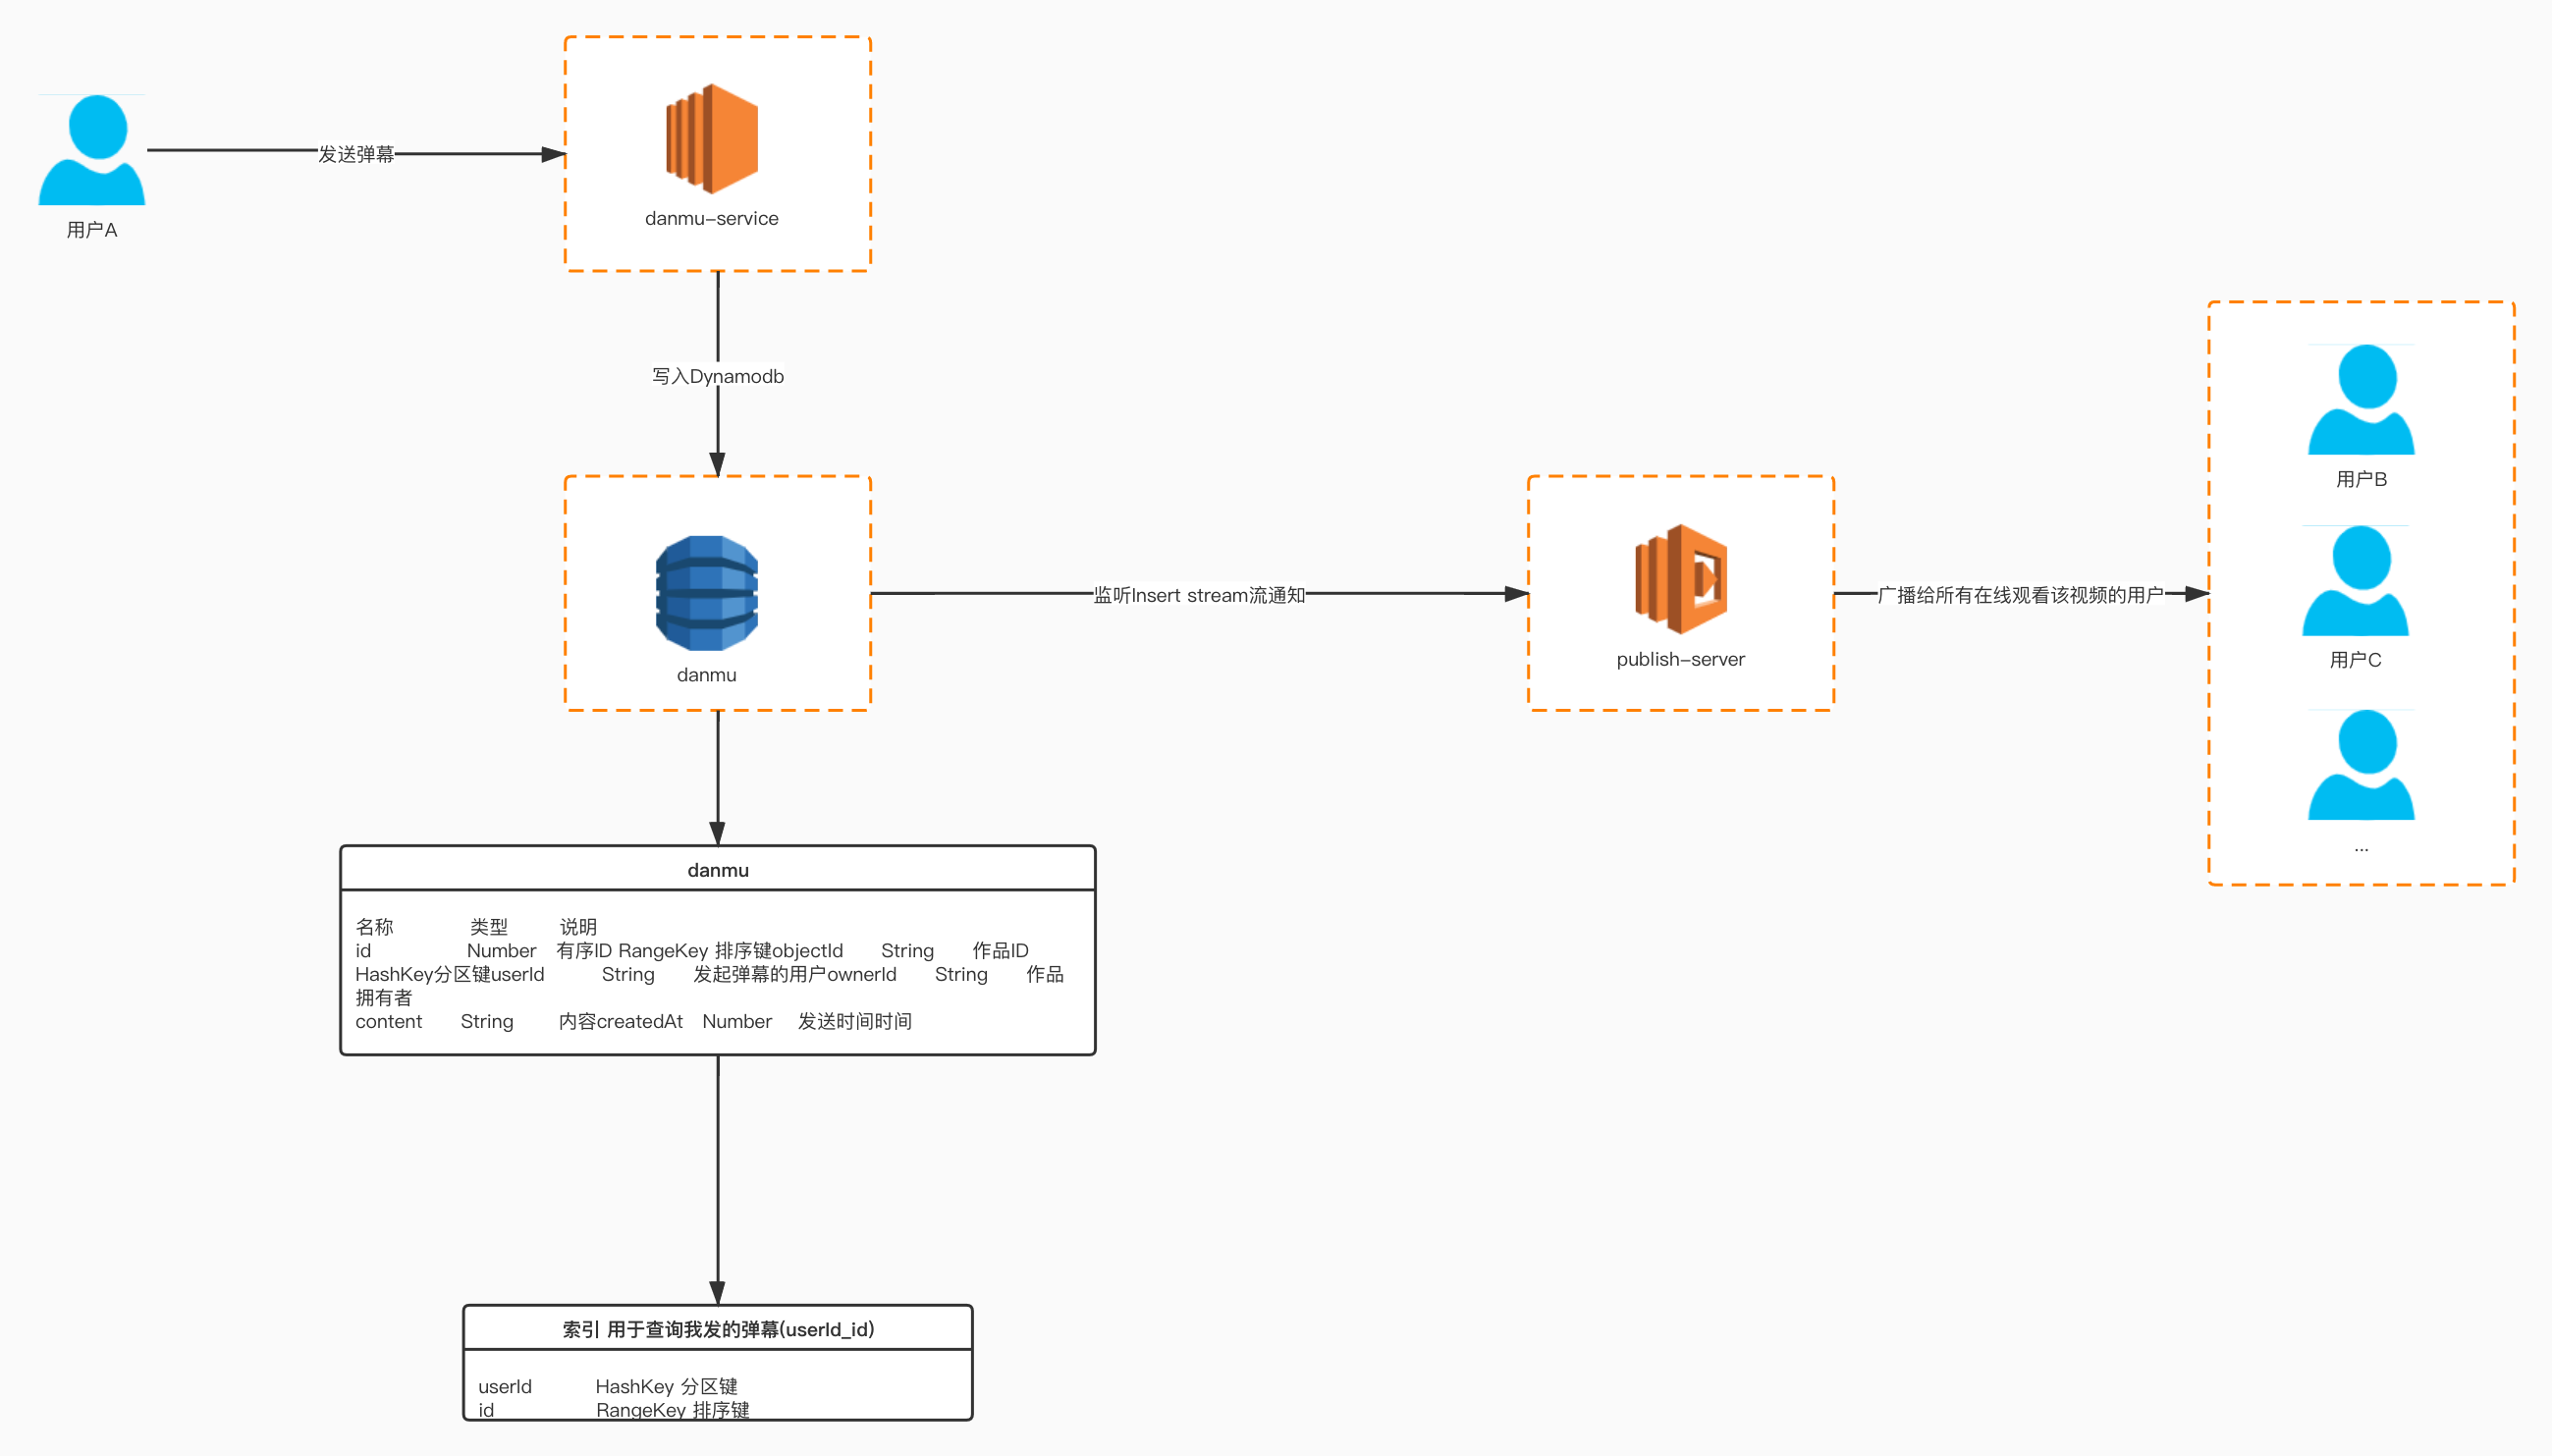 用户A
发送弹幕
danmu-service
写入Dynamodb
danmu
监听Insert stream流通知
publish-server
广播给所有在线观看该视频的用户
用户B
用户C
...
danmu
名称 类型 说明
id Number 有序ID RangeKey 排序键objectId String 作品ID
HashKey分区键userId String 发起弹幕的用户ownerId String 作品
拥有者
content String 内容createdAt Number 发送时间时间
索引 用于查询我发的弹幕(userId_id)
userId HashKey 分区键
id RangeKey 排序键